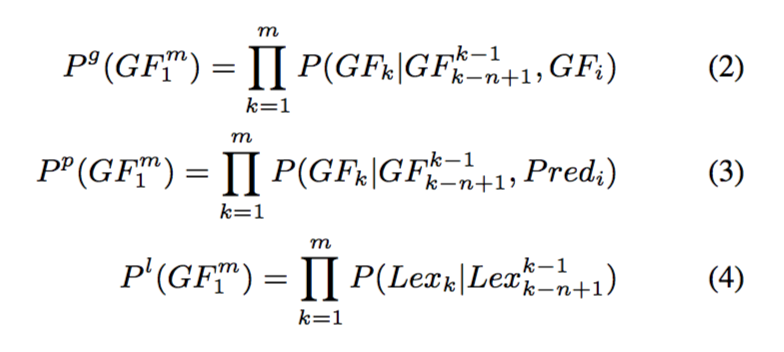 $P^g(GF_1^m) = \prod_{k=1}^{m} P(GF_k|GF_{k-n+1}^{k-1}, GF_i)$ (2)
$P^p(GF_1^m) = \prod_{k=1}^{m} P(GF_k|GF_{k-n+1}^{k-1}, Pred_i)$ (3)
$P^l(GF_1^m) = \prod_{k=1}^{m} P(Lex_k|Lex_{k-n+1}^{k-1})$ (4)